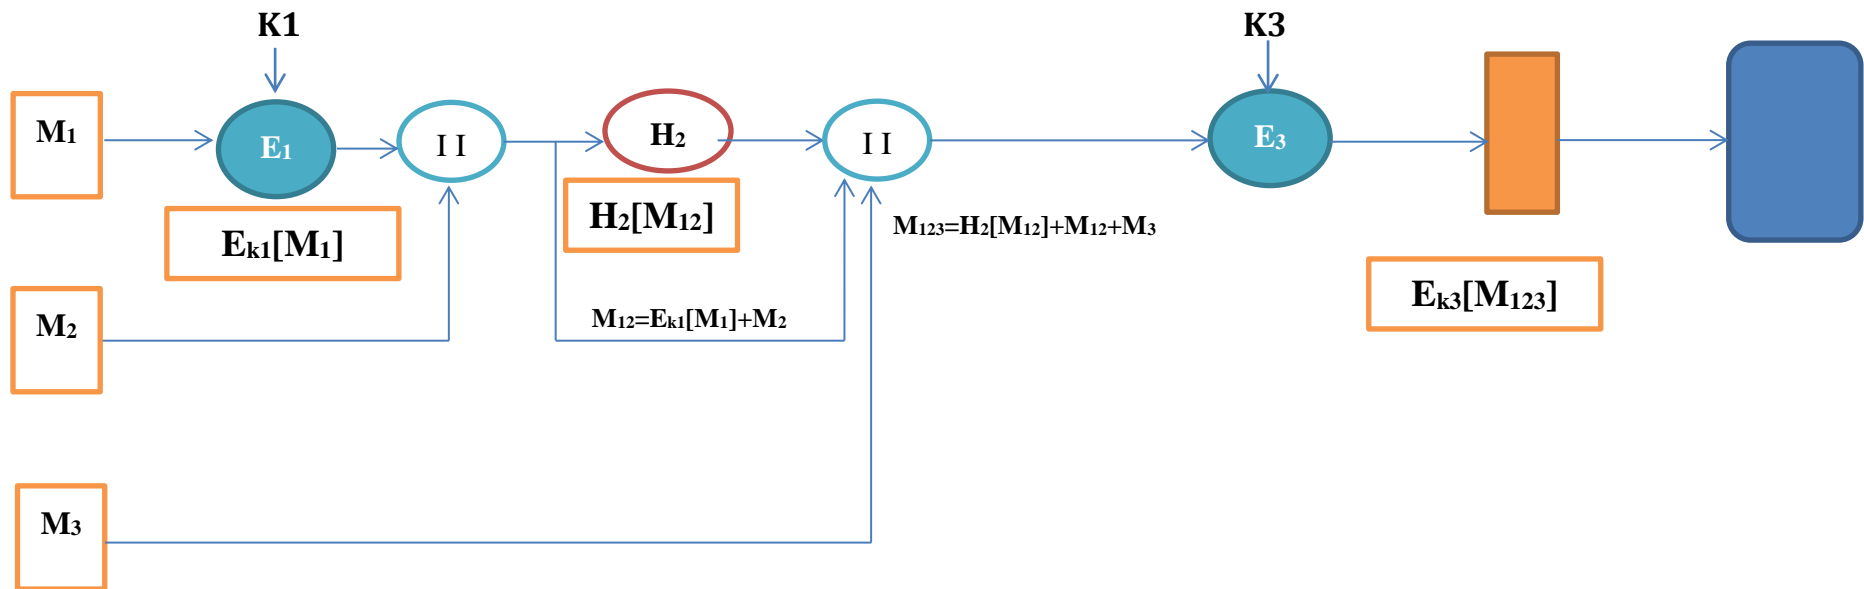 K1
K3
M₁
E₁
I I
H₂
I I
E₃
Eₖ₁[M₁]
H₂[M₁₂]
M₁₂₃=H₂[M₁₂]+M₁₂+M₃
Eₖ₃[M₁₂₃]
M₂
M₁₂=Eₖ₁[M₁]+M₂
M₃